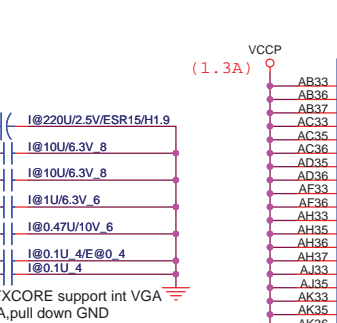 VCCP
(1.3A)
AB33
AB36
AB37
I@220U/2.5V/ESR15/H1.9
AC33
AC35
I@10U/6.3V_8
AC36
AD35
I@10U/6.3V_8
AD36
AF33
I@1U/6.3V_6
AF36
AH33
I@0.47U/10V_6
AH35
AH36
I@0.1U_4/E@0_4
AH37
I@0.1U_4
AJ33
AJ35
XCORE support int VGA
AK33
A,pull down GND
AK35
AK36